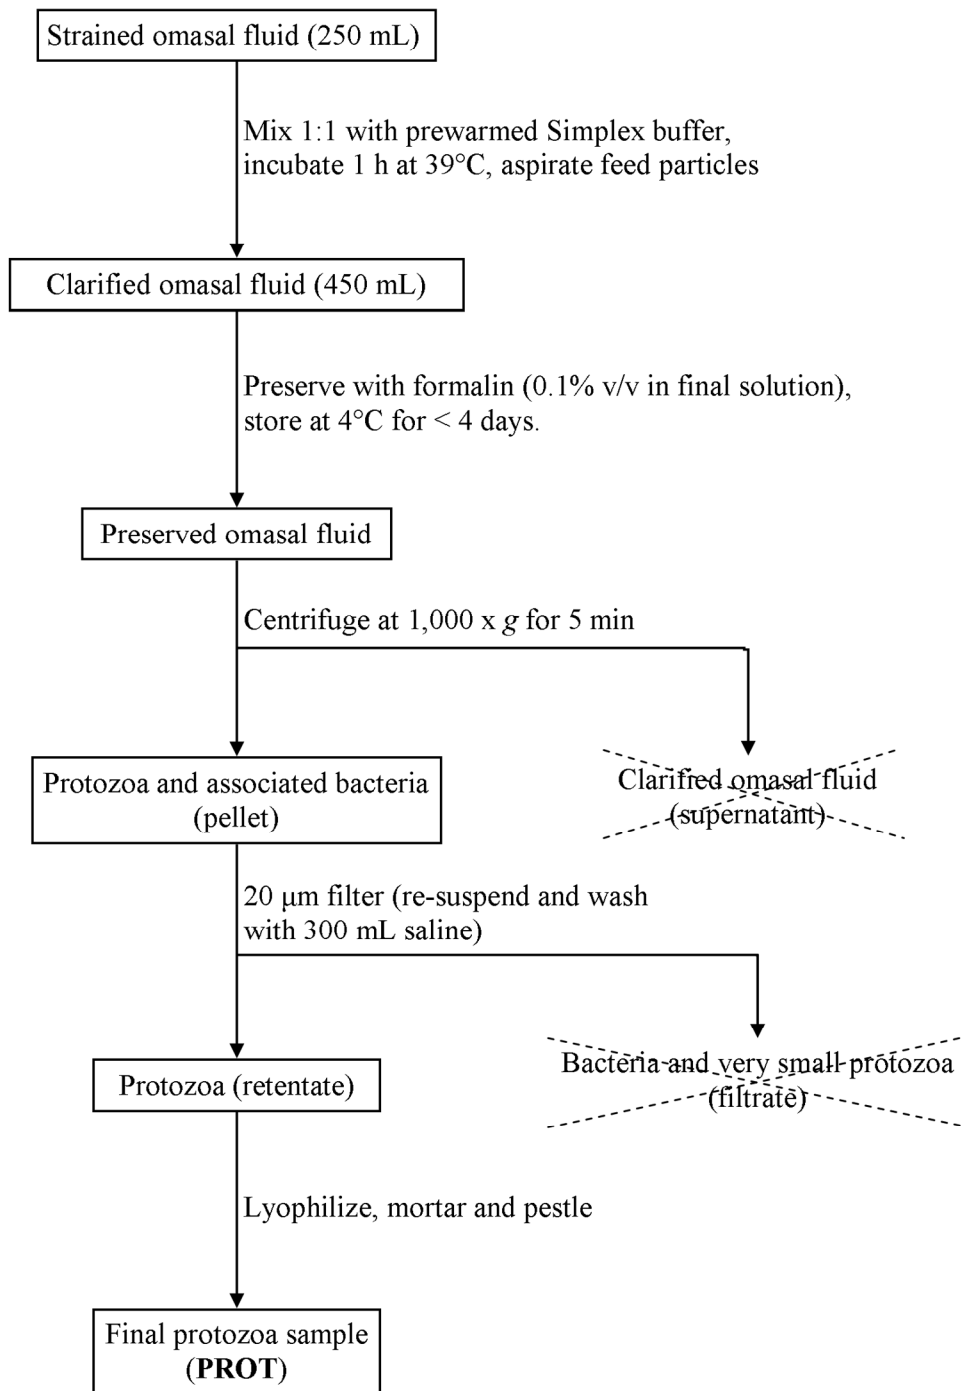 Strained omasal fluid (250 mL)
Mix 1:1 with prewarmed Simplex buffer,
incubate 1 h at 39°C, aspirate feed particles
Clarified omasal fluid (450 mL)
Preserve with formalin (0.1% v/v in final solution),
store at 4°C for < 4 days.
Preserved omasal fluid
Centrifuge at 1,000 x g for 5 min
Protozoa and associated bacteria
(pellet)
Clarified omasal fluid
(supernatant)
20 μm filter (re-suspend and wash
with 300 mL saline)
Protozoa (retentate)
Bacteria and very small protozoa
(filtrate)
Lyophilize, mortar and pestle
Final protozoa sample
(PROT)